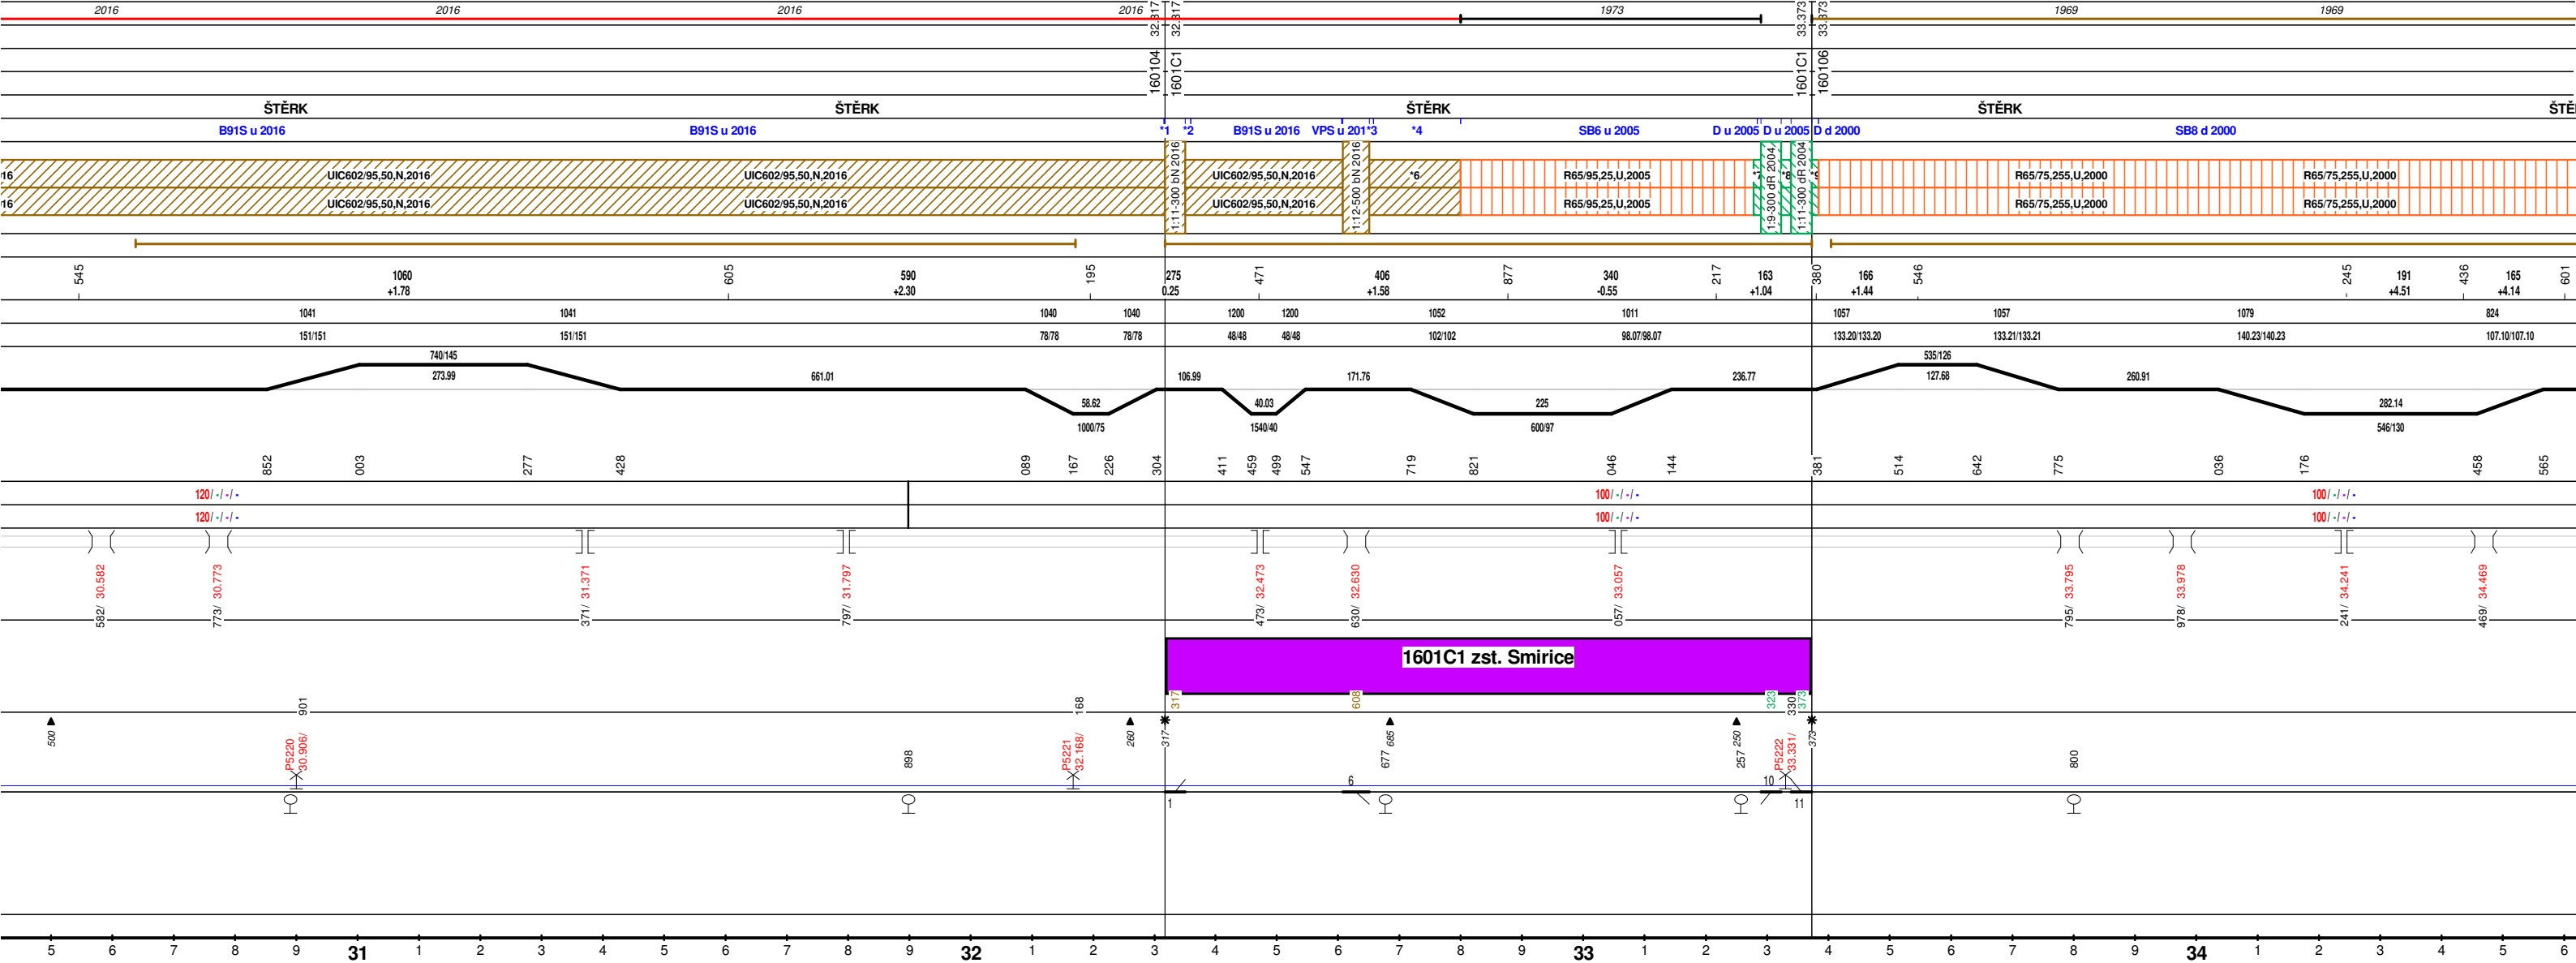 2016 2016 2016 2016 1973 1969 1969
32.317 32.317 33.373 33.373
160104 1601C1 1601C1 160106
ŠTĚRK ŠTĚRK ŠTĚRK ŠTĚRK
B91S u 2016 B91S u 2016 *1 *2 B91S u 2016 VPS u 201 *3 *4 SB6 u 2005 D u 2005 D u 2005 D d 2000 SB8 d 2000
1:11-300 bN 2016 1:12-500 bN 2016 1:9-300 dR 2004 1:11-300 dR 2004
16 UIC602/95,50,N,2016 UIC602/95,50,N,2016 UIC602/95,50,N,2016 *6 R65/95,25,U,2005 *8 R65/75,255,U,2000 R65/75,255,U,2000
16 UIC602/95,50,N,2016 UIC602/95,50,N,2016 UIC602/95,50,N,2016 R65/95,25,U,2005 R65/75,255,U,2000 R65/75,255,U,2000
545 1060 605 590 195 275 471 406 877 340 217 163 380 166 546 245 191 436 165 601
+1.78 +2.30 0.25 +1.58 -0.55 +1.04 +1.44 +4.51 +4.14
1041 1041 1040 1040 1200 1200 1052 1011 1057 1057 1079 824
151/151 151/151 78/78 78/78 48/48 48/48 102/102 98.07/98.07 133.20/133.20 133.21/133.21 140.23/140.23 107.10/107.10
740/145 535/126
273.99 661.01 106.99 171.76 236.77 127.68 260.91
58.62 40.03 225 282.14
1000/75 1540/40 600/97 546/130
852 003 277 428 089 167 226 304 411 459 499 547 719 821 046 144 381 514 642 775 036 176 458 565
120/ -/ -/ - 100/ -/ -/ - 100/ -/ -/ -
120/ -/ -/ - 100/ -/ -/ - 100/ -/ -/ -
582/ 30.582 773/ 30.773 371/ 31.371 797/ 31.797 473/ 32.473 630/ 32.630 057/ 33.057 795/ 33.795 978/ 33.978 241/ 34.241 469/ 34.469
1601C1 zst. Smirice
901 168 317 608 323 330 373
500 260 317 685 250 373
P5220 30.906/ 898 P5221 32.168/ 677 257 P5222 33.331/ 800
1 6 10 11
5 6 7 8 9 31 1 2 3 4 5 6 7 8 9 32 1 2 3 4 5 6 7 8 9 33 1 2 3 4 5 6 7 8 9 34 1 2 3 4 5 6